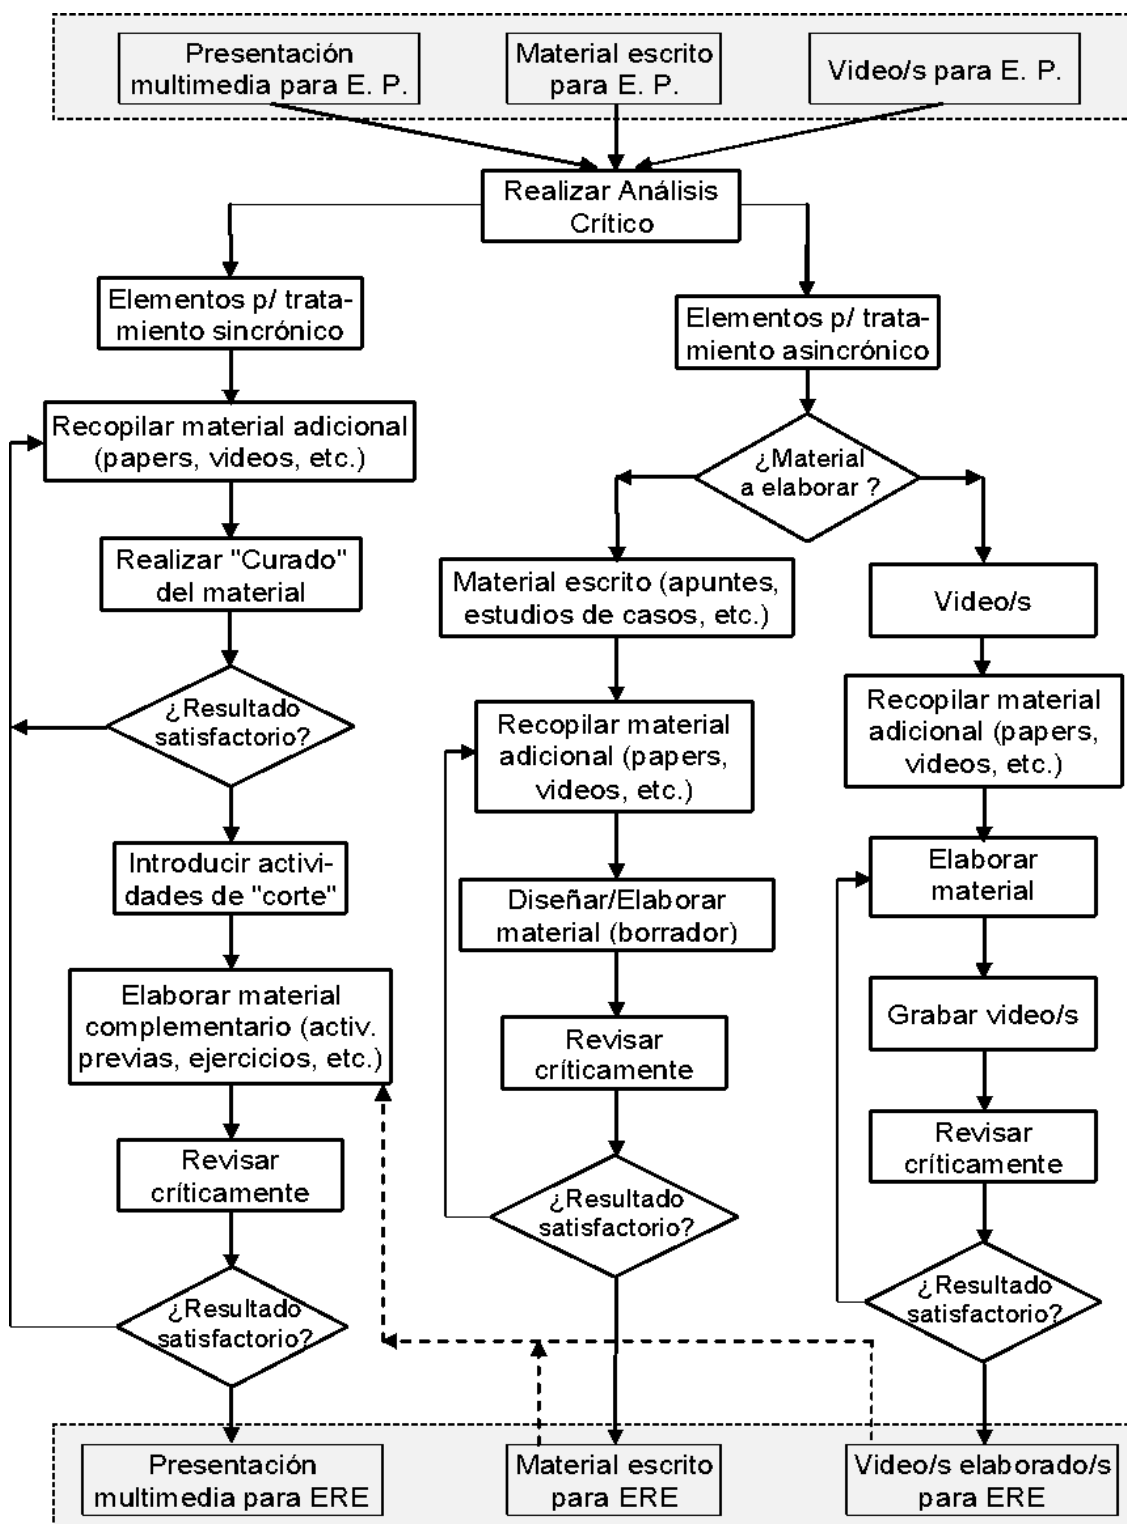 Presentación
multimedia para E. P.
Material escrito
para E. P.
Video/s para E. P.
Realizar Análisis
Crítico
Elementos p/ trata-
miento sincrónico
Elementos p/ trata-
miento asincrónico
Recopilar material adicional
(papers, videos, etc.)
¿Material
a elaborar ?
Realizar "Curado"
del material
Material escrito (apuntes,
estudios de casos, etc.)
Video/s
¿Resultado
satisfactorio?
Recopilar material
adicional (papers,
videos, etc.)
Recopilar material
adicional (papers,
videos, etc.)
Introducir activi-
dades de "corte"
Diseñar/Elaborar
material (borrador)
Elaborar
material
Elaborar material
complementario (activ.
previas, ejercicios, etc.)
Revisar
críticamente
Grabar video/s
Revisar
críticamente
Revisar
críticamente
¿Resultado
satisfactorio?
¿Resultado
satisfactorio?
¿Resultado
satisfactorio?
Presentación
multimedia para ERE
Material escrito
para ERE
Video/s elaborado/s
para ERE